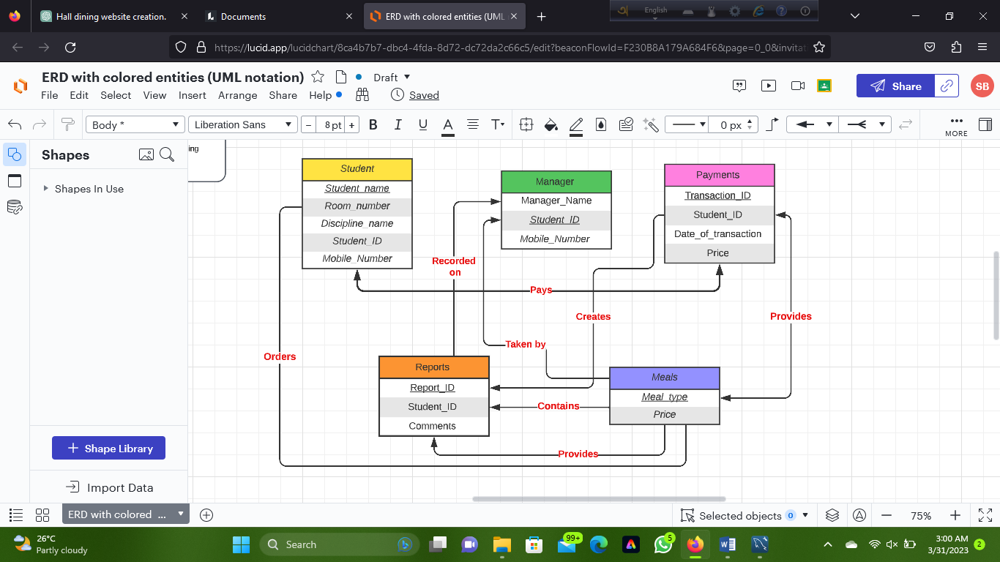 Hall dining website creation.
Documents
ERD with colored entities (UML
English
https://lucid.app/lucidchart/8ca4b7b7-dbc4-4fda-8d72-dc72da2c66c5/edit?beaconFlowId=F230B8A179A684F6&page=0_0&invitat
ERD with colored entities (UML notation)
Draft
File Edit Select View Insert Arrange Share Help
Saved
Share
SB
Body *
Liberation Sans
- 8 pt +
B I U A T
0 px
MORE
Shapes
Shapes In Use
Shape Library
Import Data
ing
Student
Student_name
Room_number
Discipline_name
Student_ID
Mobile_Number
Manager
Manager_Name
Student_ID
Mobile_Number
Payments
Transaction_ID
Student_ID
Date_of_transaction
Price
Recorded
on
Pays
Creates
Provides
Taken by
Orders
Reports
Report_ID
Student_ID
Comments
Meals
Meal_type
Price
Contains
Provides
ERD with colored ...
Selected objects 0
75%
26°C
Partly cloudy
Search
99+
5
3:00 AM
3/31/2023
2